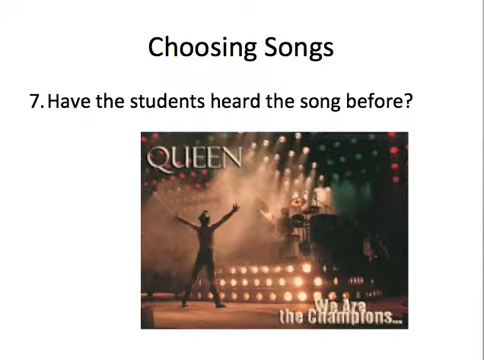 Choosing Songs
7. Have the students heard the song before?
QUEEN
We Are
the Champions...